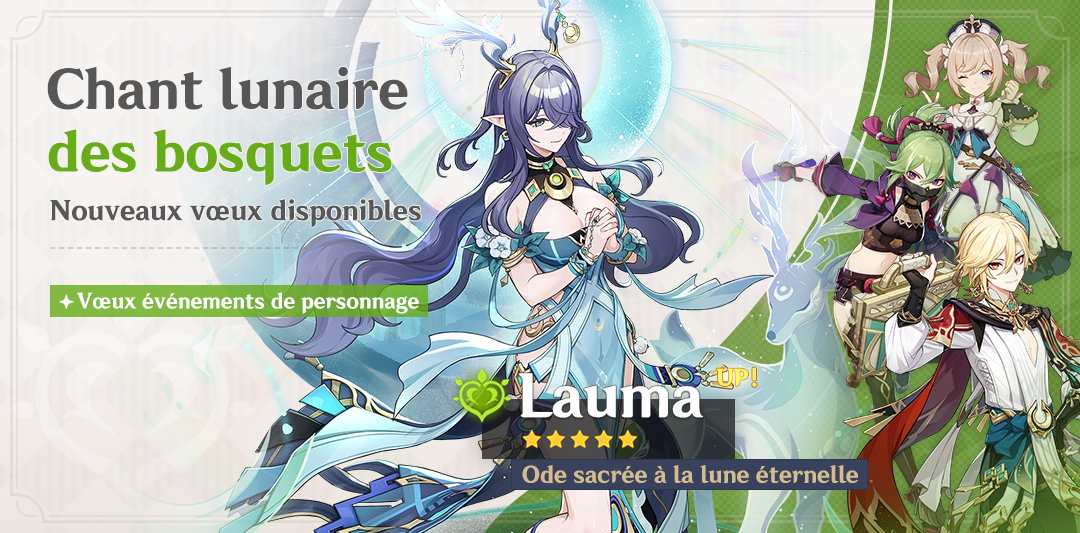 Chant lunaire
des bosquets
Nouveaux vœux disponibles
Vœux événements de personnage
UP!
Lauma
Ode sacrée à la lune éternelle